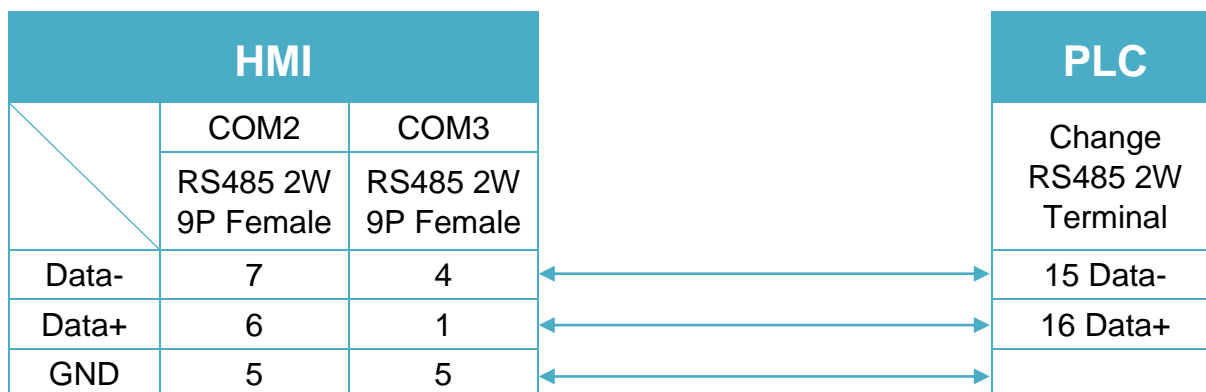 HMI
PLC
COM2 COM3
Change
RS485 2W
Terminal
RS485 2W RS485 2W
9P Female 9P Female
Data- 7 4 15 Data-
Data+ 6 1 16 Data+
GND 5 5